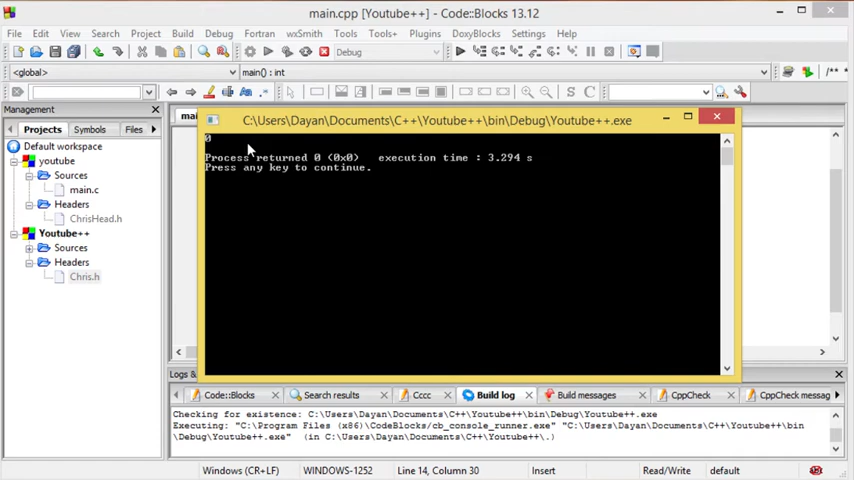 main.cpp [Youtube++] - Code::Blocks 13.12
File Edit View Search Project Build Debug Fortran wxSmith Tools Tools+ Plugins DoxyBlocks Settings Help
Debug
<global> main() : int /**
Aa .*
S C
Management
Projects Symbols Files
Default workspace
youtube
Sources
main.c
Headers
ChrisHead.h
Youtube++
Sources
Headers
Chris.h
C:\Users\Dayan\Documents\C++\Youtube++\bin\Debug\Youtube++.exe
0
Process returned 0 (0x0) execution time : 3.294 s
Press any key to continue.
Logs &
Code::Blocks Search results Cccc Build log Build messages CppCheck CppCheck messag
Checking for existence: C:\Users\Dayan\Documents\C++\Youtube++\bin\Debug\Youtube++.exe
Executing: "C:\Program Files (x86)\CodeBlocks/cb_console_runner.exe" "C:\Users\Dayan\Documents\C++\Youtube++\bin
\Debug\Youtube++.exe" (in C:\Users\Dayan\Documents\C++\Youtube++\.)
Windows (CR+LF) WINDOWS-1252 Line 14, Column 30 Insert Read/Write default